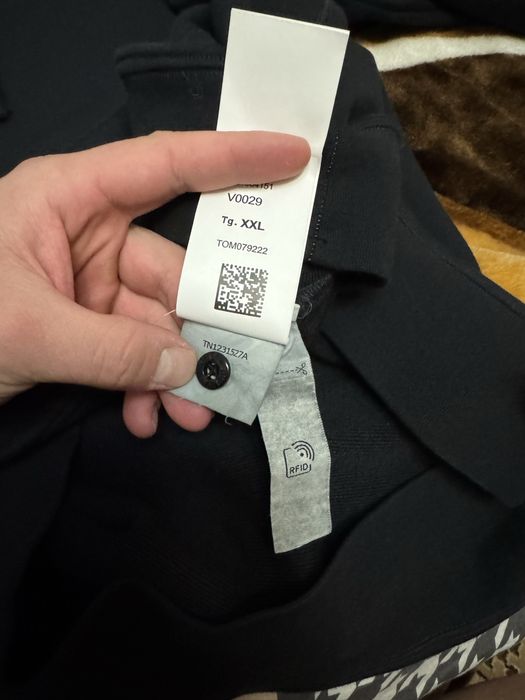 V0029
Tg. XXL
TOM079222
TN1231527A
RFID